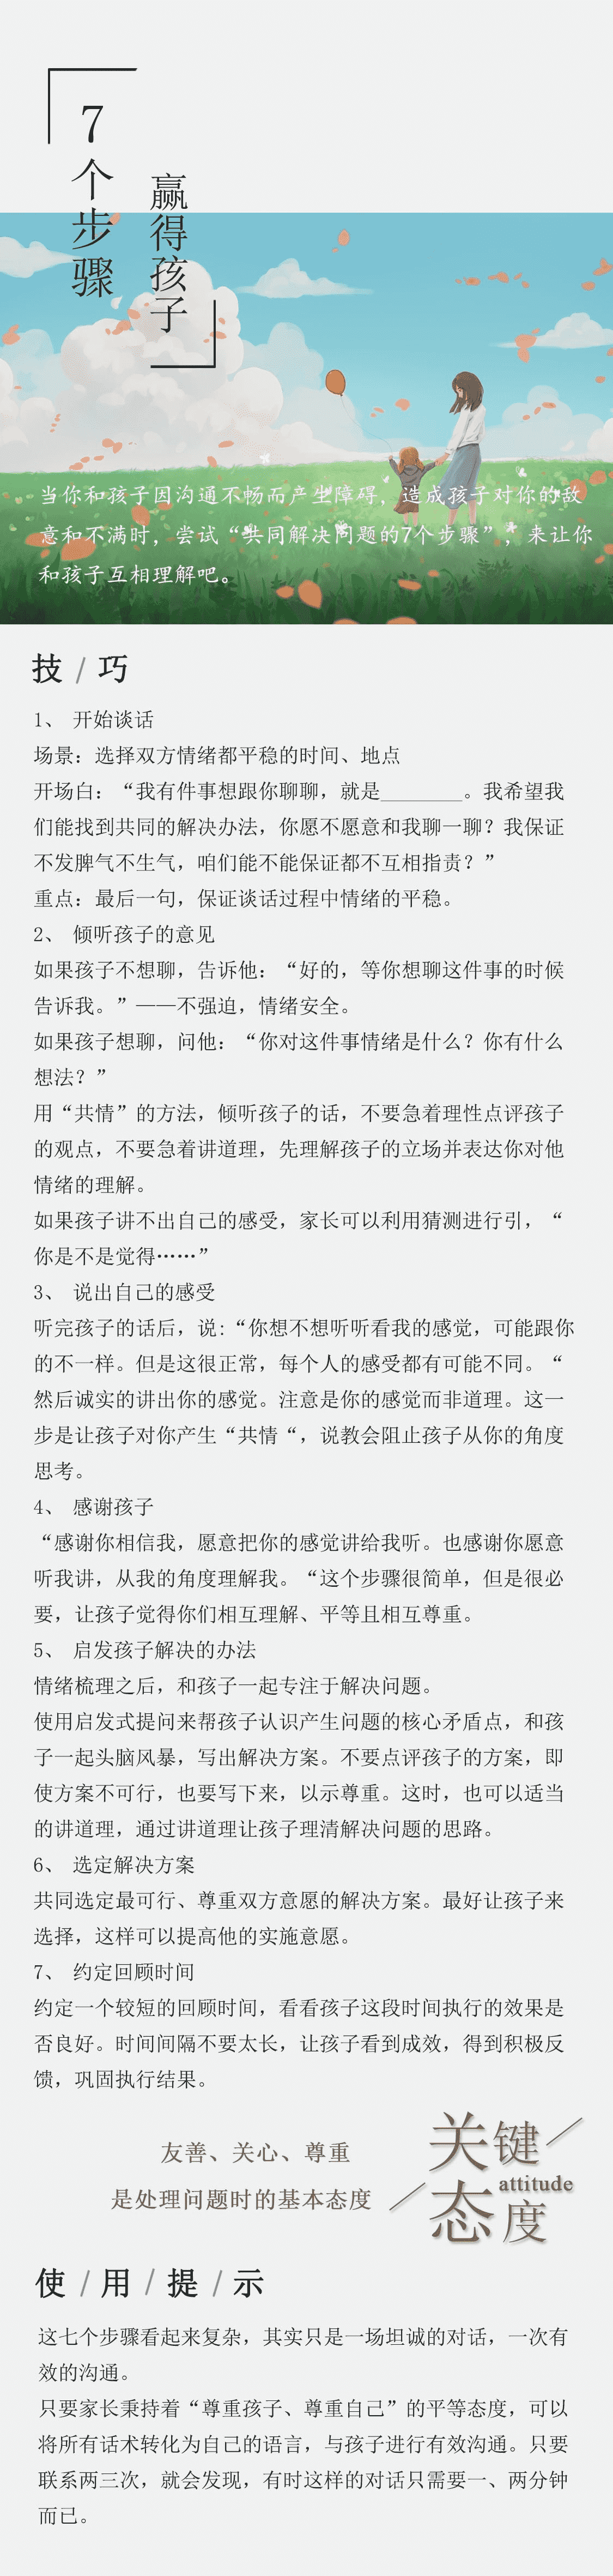 7个步骤
赢得孩子
当你和孩子因沟通不畅而产生障碍，造成孩子对你的敌
意和不满时，尝试“共同解决问题的7个步骤”，来让你
和孩子互相理解吧。
技/巧
1、 开始谈话
场景：选择双方情绪都平稳的时间、地点
开场白：“我有件事想跟你聊聊，就是________。我希望我
们能找到共同的解决办法，你愿不愿意和我聊一聊？我保证
不发脾气不生气，咱们能不能保证都不互相指责？”
重点：最后一句，保证谈话过程中情绪的平稳。
2、 倾听孩子的意见
如果孩子不想聊，告诉他：“好的，等你想聊这件事的时候
告诉我。”——不强迫，情绪安全。
如果孩子想聊，问他：“你对这件事情绪是什么？你有什么
想法？”
用“共情”的方法，倾听孩子的话，不要急着理性点评孩子
的观点，不要急着讲道理，先理解孩子的立场并表达你对他
情绪的理解。
如果孩子讲不出自己的感受，家长可以利用猜测进行引，“
你是不是觉得……”
3、 说出自己的感受
听完孩子的话后，说:“你想不想听听看我的感觉，可能跟你
的不一样。但是这很正常，每个人的感受都有可能不同。“
然后诚实的讲出你的感觉。注意是你的感觉而非道理。这一
步是让孩子对你产生“共情“，说教会阻止孩子从你的角度
思考。
4、 感谢孩子
“感谢你相信我，愿意把你的感觉讲给我听。也感谢你愿意
听我讲，从我的角度理解我。“这个步骤很简单，但是很必
要，让孩子觉得你们相互理解、平等且相互尊重。
5、 启发孩子解决的办法
情绪梳理之后，和孩子一起专注于解决问题。
使用启发式提问来帮孩子认识产生问题的核心矛盾点，和孩
子一起头脑风暴，写出解决方案。不要点评孩子的方案，即
使方案不可行，也要写下来，以示尊重。这时，也可以适当
的讲道理，通过讲道理让孩子理清解决问题的思路。
6、 选定解决方案
共同选定最可行、尊重双方意愿的解决方案。最好让孩子来
选择，这样可以提高他的实施意愿。
7、 约定回顾时间
约定一个较短的回顾时间，看看孩子这段时间执行的效果是
否良好。时间间隔不要太长，让孩子看到成效，得到积极反
馈，巩固执行结果。
友善、关心、尊重
是处理问题时的基本态度
关键
attitude
态度
使/用/提/示
这七个步骤看起来复杂，其实只是一场坦诚的对话，一次有
效的沟通。
只要家长秉持着“尊重孩子、尊重自己”的平等态度，可以
将所有话术转化为自己的语言，与孩子进行有效沟通。只要
联系两三次，就会发现，有时这样的对话只需要一、两分钟
而已。